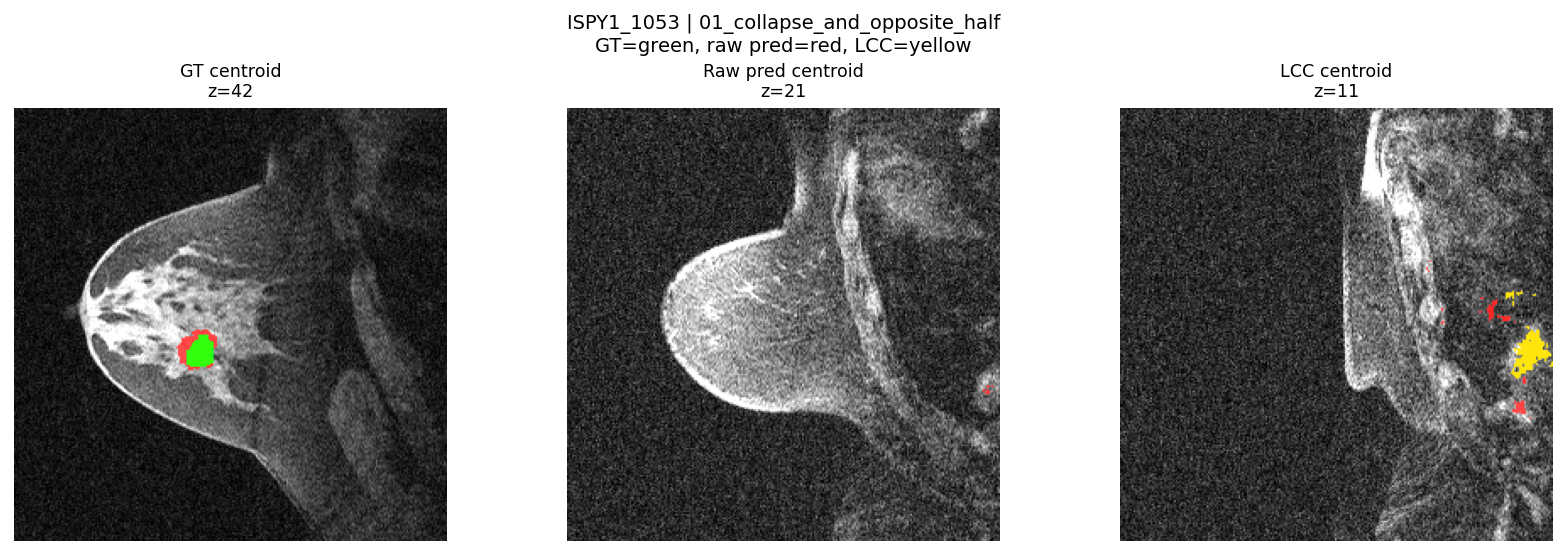 ISPY1_1053 | 01_collapse_and_opposite_half
GT=green, raw pred=red, LCC=yellow
GT centroid
z=42
Raw pred centroid
z=21
LCC centroid
z=11